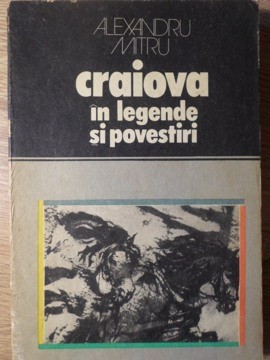 ALEXANDRU
MITRU
craiova
în legende
și povestiri